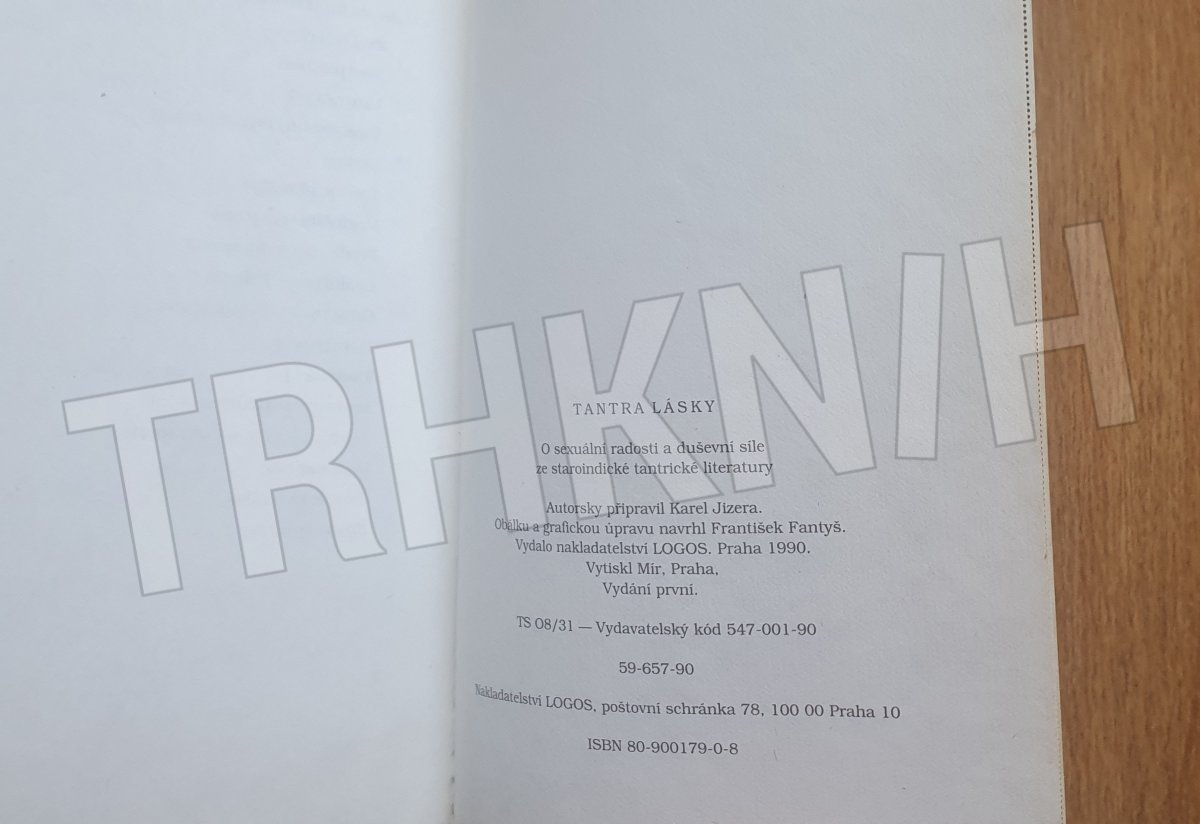 TANTRA LÁSKY
O sexuální radosti a duševní síle
ze staroindické tantrické literatury
Autorsky připravil Karel Jizera.
Obálku a grafickou úpravu navrhl František Fantyš.
Vydalo nakladatelství LOGOS. Praha 1990.
Vytiskl Mír, Praha,
Vydání první.
TS 08/31 — Vydavatelský kód 547-001-90
59-657-90
Nakladatelství LOGOS, poštovní schránka 78, 100 00 Praha 10
ISBN 80-900179-0-8
TRHKNIH